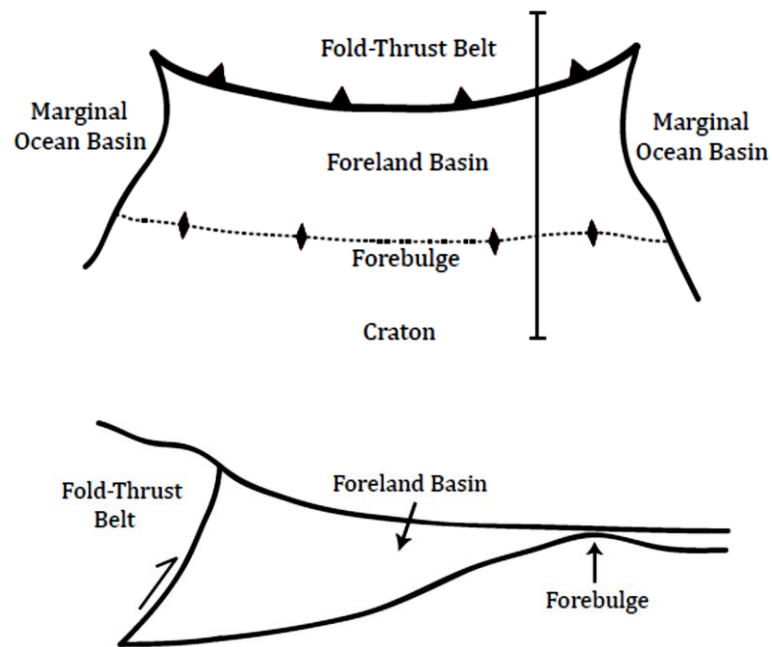 Fold-Thrust Belt
Marginal
Ocean Basin
Marginal
Ocean Basin
Foreland Basin
Forebulge
Craton
Fold-Thrust
Belt
Foreland Basin
Forebulge